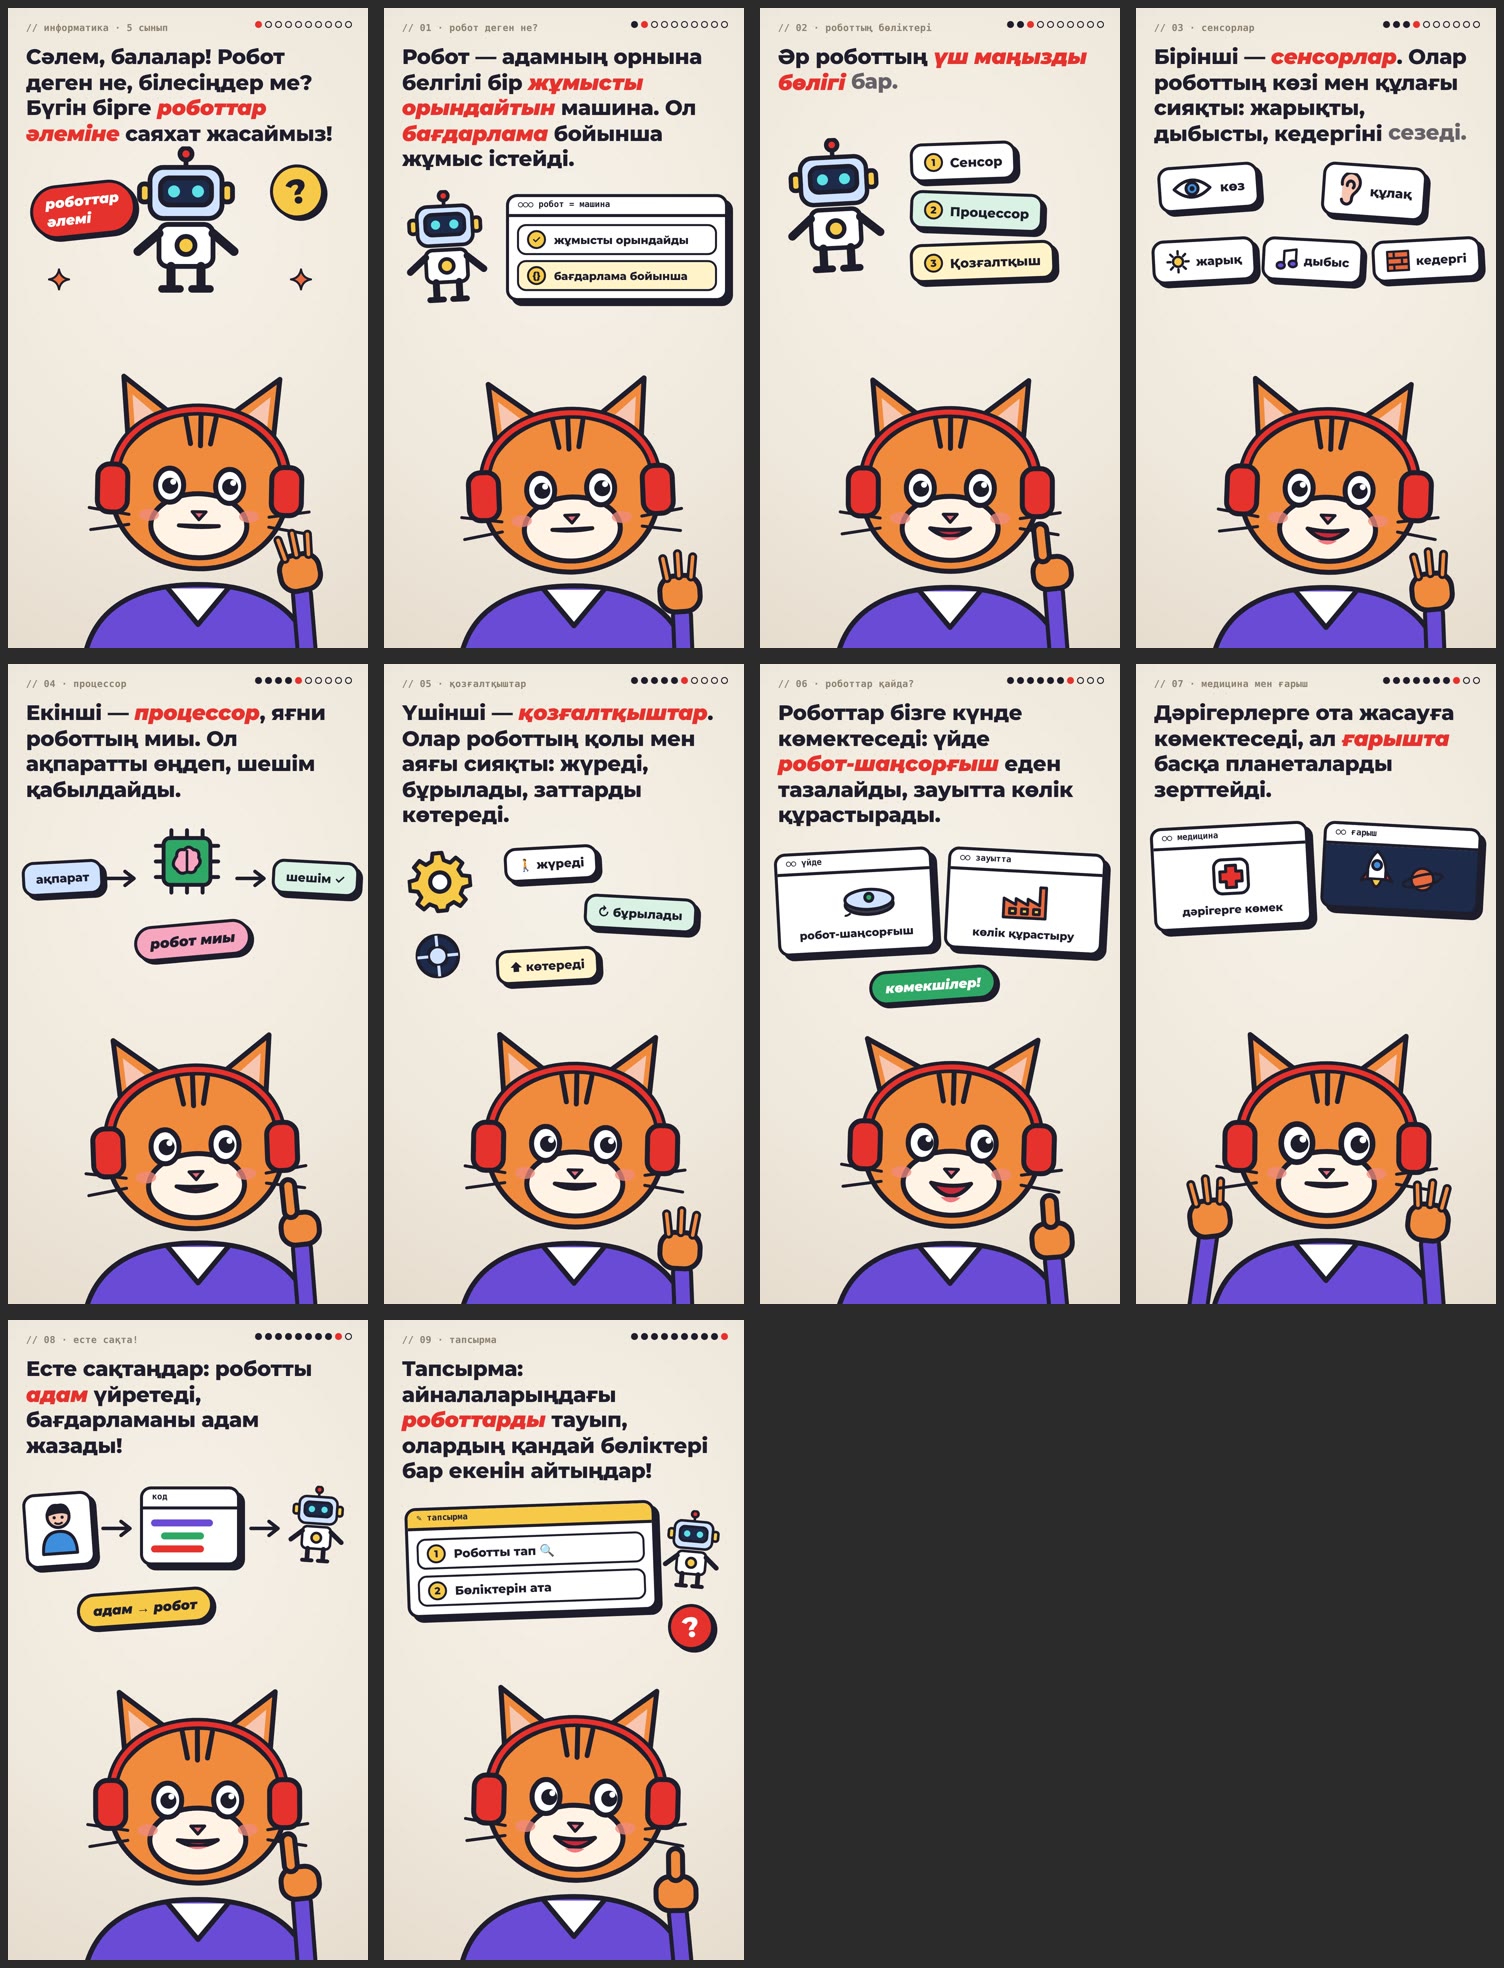 // информатика · 5 сынып
Сәлем, балалар! Робот
деген не, білесіңдер ме?
Бүгін бірге роботтар
әлеміне саяхат жасаймыз!
роботтар
әлемі
?
// 01 · робот деген не?
Робот — адамның орнына
белгілі бір жұмысты
орындайтын машина. Ол
бағдарлама бойынша
жұмыс істейді.
робот = машина
жұмысты орындайды
{} бағдарлама бойынша
// 02 · роботтың бөліктері
Әр роботтың үш маңызды
бөлігі бар.
1 Сенсор
2 Процессор
3 Қозғалтқыш
// 03 · сенсорлар
Бірінші — сенсорлар. Олар
роботтың көзі мен құлағы
сияқты: жарықты,
дыбысты, кедергіні сезеді.
көз
құлақ
жарық
дыбыс
кедергі
// 04 · процессор
Екінші — процессор, яғни
роботтың миы. Ол
ақпаратты өңдеп, шешім
қабылдайды.
ақпарат
шешім ✓
робот миы
// 05 · қозғалтқыштар
Үшінші — қозғалтқыштар.
Олар роботтың қолы мен
аяғы сияқты: жүреді,
бұрылады, заттарды
көтереді.
жүреді
бұрылады
көтереді
// 06 · роботтар қайда?
Роботтар бізге күнде
көмектеседі: үйде
робот-шаңсорғыш еден
тазалайды, зауытта көлік
құрастырады.
үйде
робот-шаңсорғыш
зауытта
көлік құрастыру
көмекшілер!
// 07 · медицина мен ғарыш
Дәрігерлерге ота жасауға
көмектеседі, ал ғарышта
басқа планеталарды
зерттейді.
медицина
дәрігерге көмек
ғарыш
// 08 · есте сақта!
Есте сақтаңдар: роботты
адам үйретеді,
бағдарламаны адам
жазады!
код
адам → робот
// 09 · тапсырма
Тапсырма:
айналаларыңдағы
роботтарды тауып,
олардың қандай бөліктері
бар екенін айтыңдар!
✎ тапсырма
1 Роботты тап 🔍
2 Бөліктерін ата
?